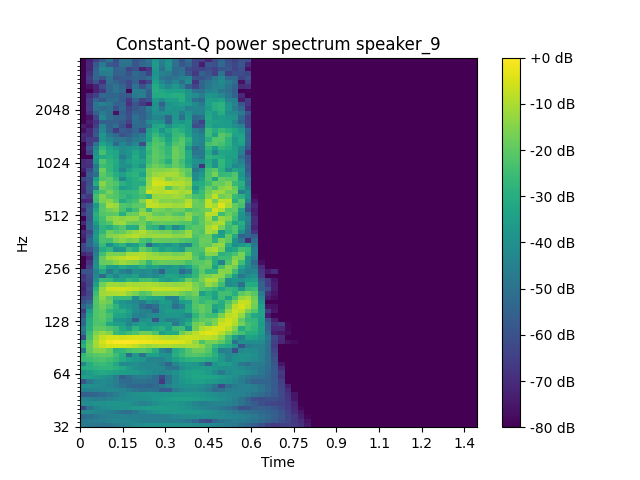 Constant-Q power spectrum speaker_9
Hz
2048
1024
512
256
128
64
32
0 0.15 0.3 0.45 0.6 0.75 0.9 1.1 1.2 1.4
Time
+0 dB
-10 dB
-20 dB
-30 dB
-40 dB
-50 dB
-60 dB
-70 dB
-80 dB